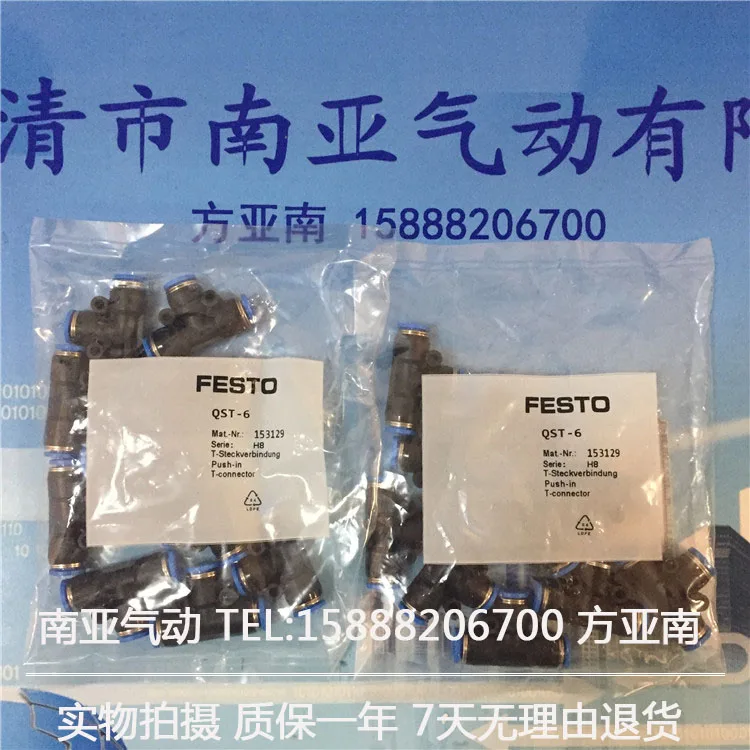 清市南亚气动有限
方亚南 15888206700
FESTO
QST-6
Mat.-Nr.: 153129
Serie: H8
T-Steckverbindung
Push-in
T-connector
LDPE
FESTO
QST-6
Mat.-Nr.: 153129
Serie: H8
T-Steckverbindung
Push-in
T-connector
LDPE
南亚气动 TEL:15888206700 方亚南
实物拍摄 质保一年 7天无理由退货